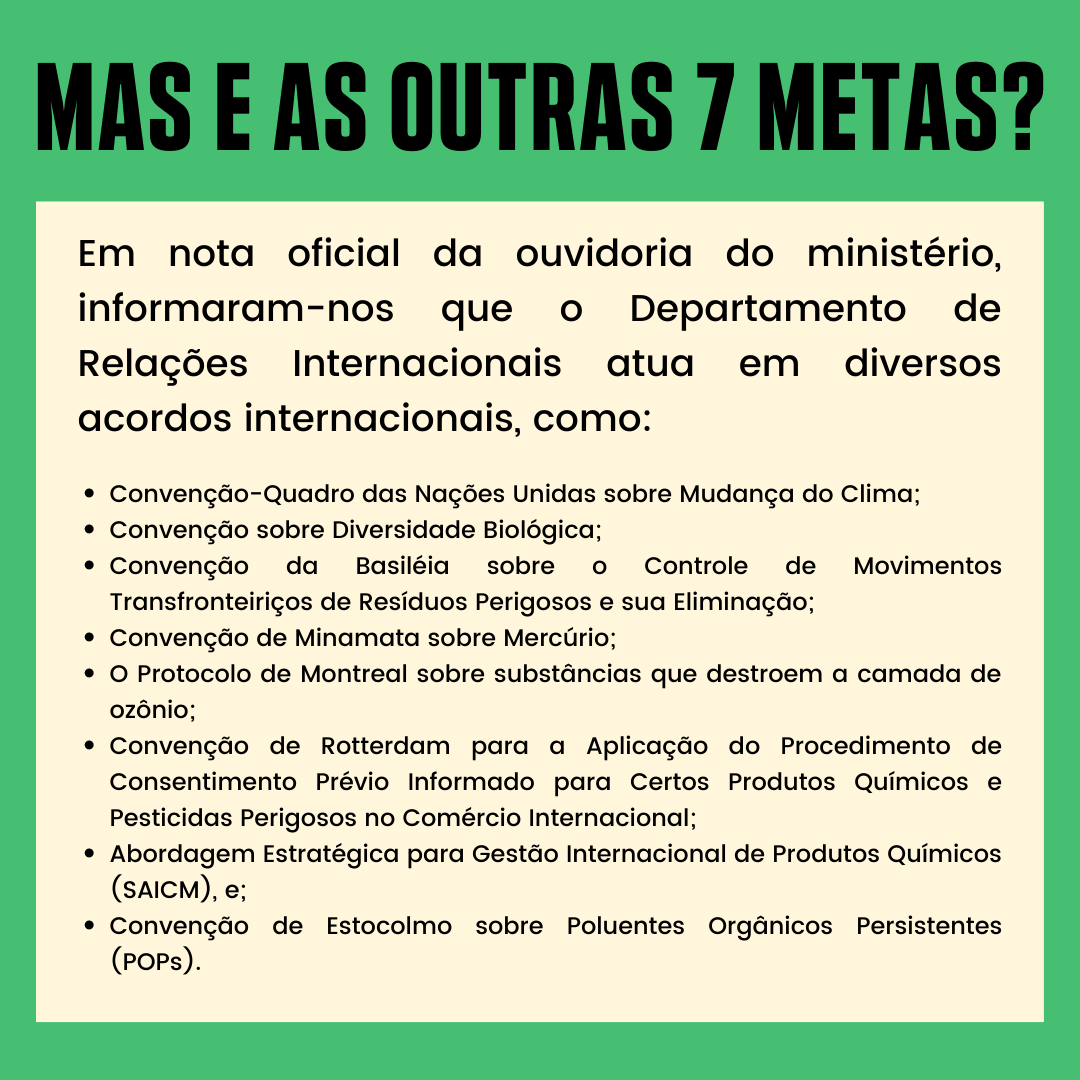 MAS E AS OUTRAS 7 METAS?
Em nota oficial da ouvidoria do ministério,
informaram-nos que o Departamento de
Relações Internacionais atua em diversos
acordos internacionais, como:
• Convenção-Quadro das Nações Unidas sobre Mudança do Clima;
• Convenção sobre Diversidade Biológica;
• Convenção da Basiléia sobre o Controle de Movimentos
Transfronteiriços de Resíduos Perigosos e sua Eliminação;
• Convenção de Minamata sobre Mercúrio;
• O Protocolo de Montreal sobre substâncias que destroem a camada de
ozônio;
• Convenção de Rotterdam para a Aplicação do Procedimento de
Consentimento Prévio Informado para Certos Produtos Químicos e
Pesticidas Perigosos no Comércio Internacional;
• Abordagem Estratégica para Gestão Internacional de Produtos Químicos
(SAICM), e;
• Convenção de Estocolmo sobre Poluentes Orgânicos Persistentes
(POPs).